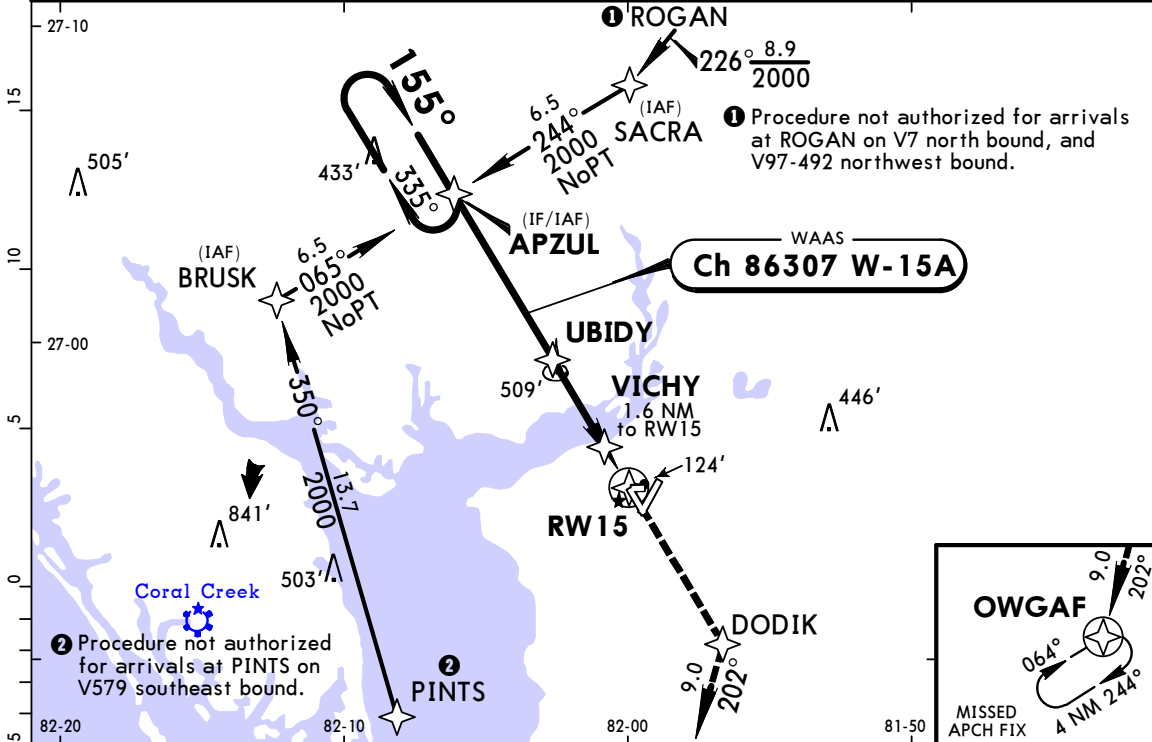 27-10
❶ ROGAN
226° 8.9
2000
155°
15
6.5
244°
2000
NoPT
(IAF)
SACRA
❶ Procedure not authorized for arrivals
at ROGAN on V7 north bound, and
V97-492 northwest bound.
505'
433'
335°
(IF/IAF)
APZUL
WAAS
Ch 86307 W-15A
10
(IAF)
BRUSK
6.5
065°
2000
NoPT
UBIDY
27-00
509'
VICHY
1.6 NM
to RW15
446'
350°
5
124'
13.7
2000
RW15
841'
503'
0
Coral Creek
❷ Procedure not authorized
for arrivals at PINTS on
V579 southeast bound.
❷
PINTS
DODIK
9.0
202°
9.0
202°
OWGAF
064°
4 NM 244°
MISSED
APCH FIX
5
82-20
82-10
82-00
81-50